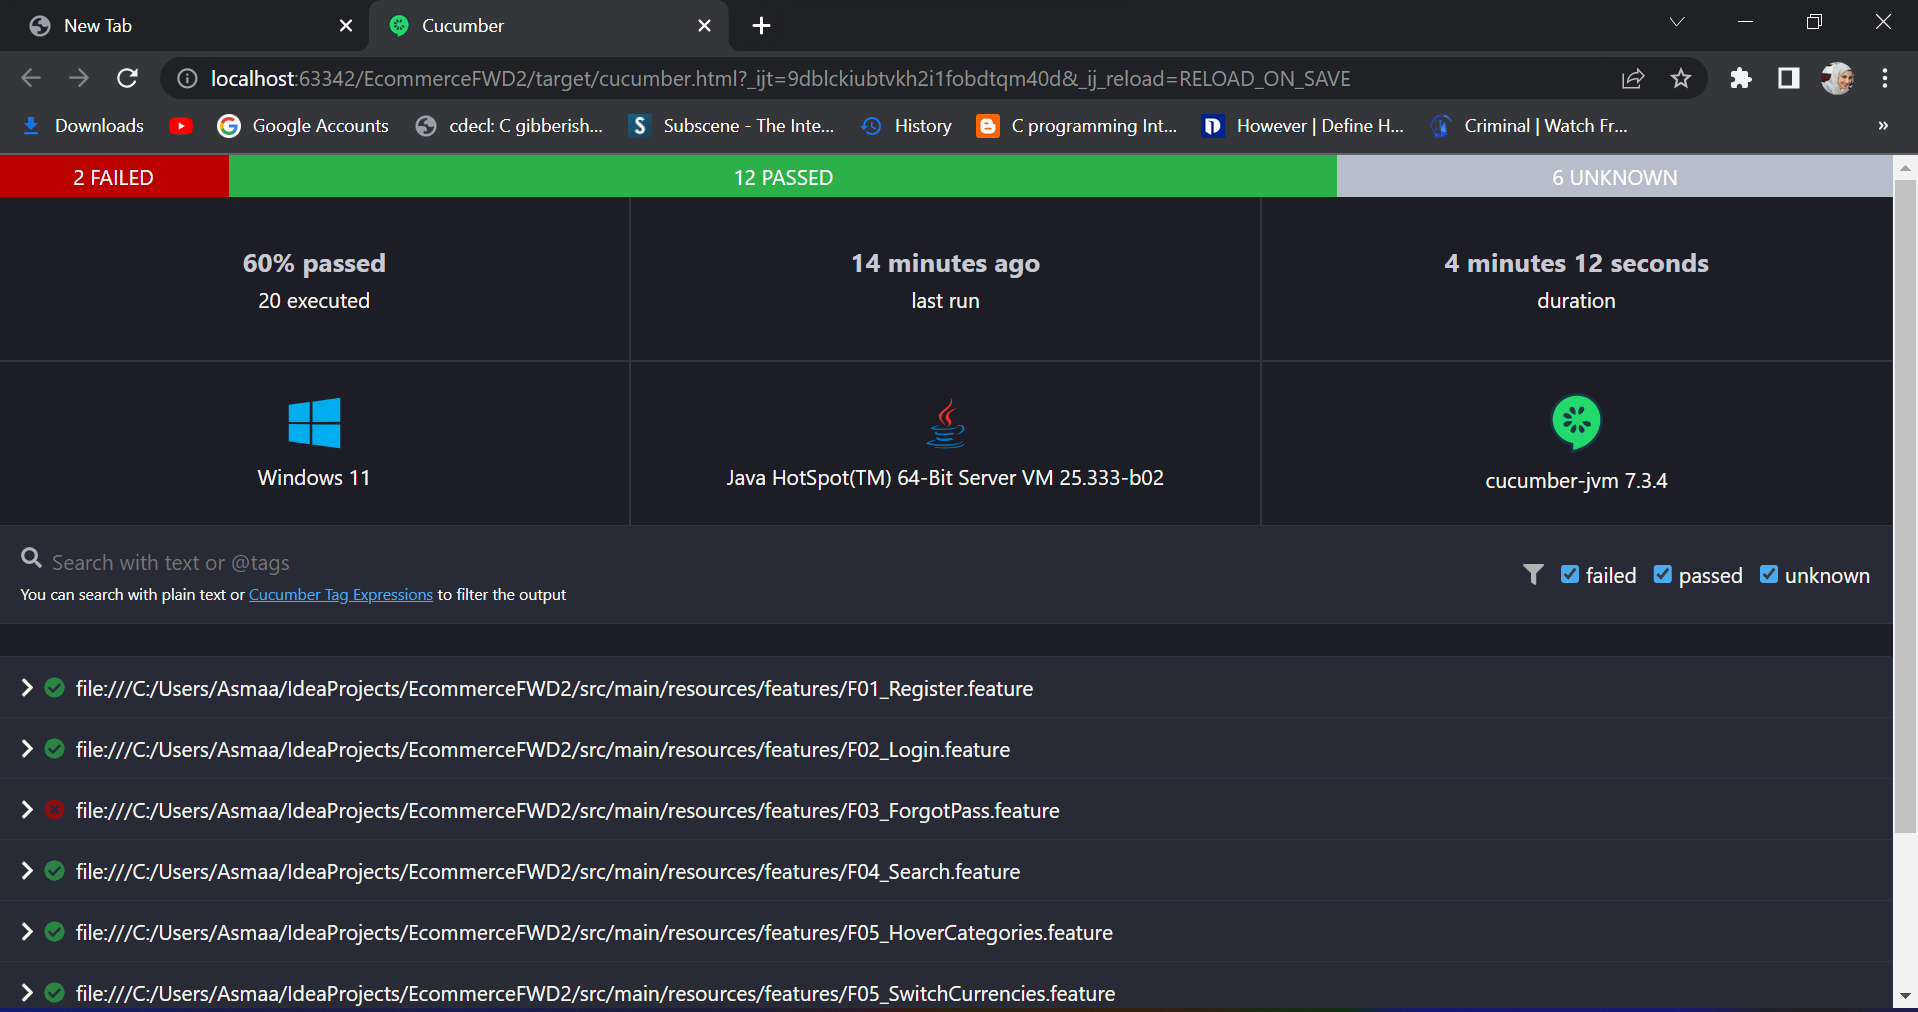 New Tab
Cucumber
localhost:63342/EcommerceFWD2/target/cucumber.html?_ijt=9dblckiubtvkh2i1fobdtqm40d&_ij_reload=RELOAD_ON_SAVE
Downloads Google Accounts cdecl: C gibberish... Subscene - The Inte... History C programming Int... However | Define H... Criminal | Watch Fr... »
2 FAILED 12 PASSED 6 UNKNOWN
60% passed 14 minutes ago 4 minutes 12 seconds
20 executed last run duration
Windows 11 Java HotSpot(TM) 64-Bit Server VM 25.333-b02 cucumber-jvm 7.3.4
Search with text or @tags
You can search with plain text or Cucumber Tag Expressions to filter the output
failed passed unknown
file:///C:/Users/Asmaa/IdeaProjects/EcommerceFWD2/src/main/resources/features/F01_Register.feature
file:///C:/Users/Asmaa/IdeaProjects/EcommerceFWD2/src/main/resources/features/F02_Login.feature
file:///C:/Users/Asmaa/IdeaProjects/EcommerceFWD2/src/main/resources/features/F03_ForgotPass.feature
file:///C:/Users/Asmaa/IdeaProjects/EcommerceFWD2/src/main/resources/features/F04_Search.feature
file:///C:/Users/Asmaa/IdeaProjects/EcommerceFWD2/src/main/resources/features/F05_HoverCategories.feature
file:///C:/Users/Asmaa/IdeaProjects/EcommerceFWD2/src/main/resources/features/F05_SwitchCurrencies.feature